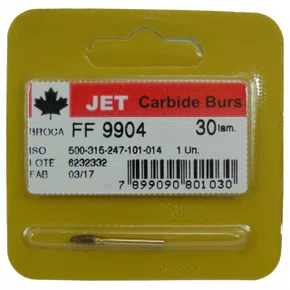 JET Carbide Burs
BROCA FF 9904 30 lam.
ISO 500-315-247-101-014 1 Un.
LOTE 6232332
FAB 03/17
7 899090 801030